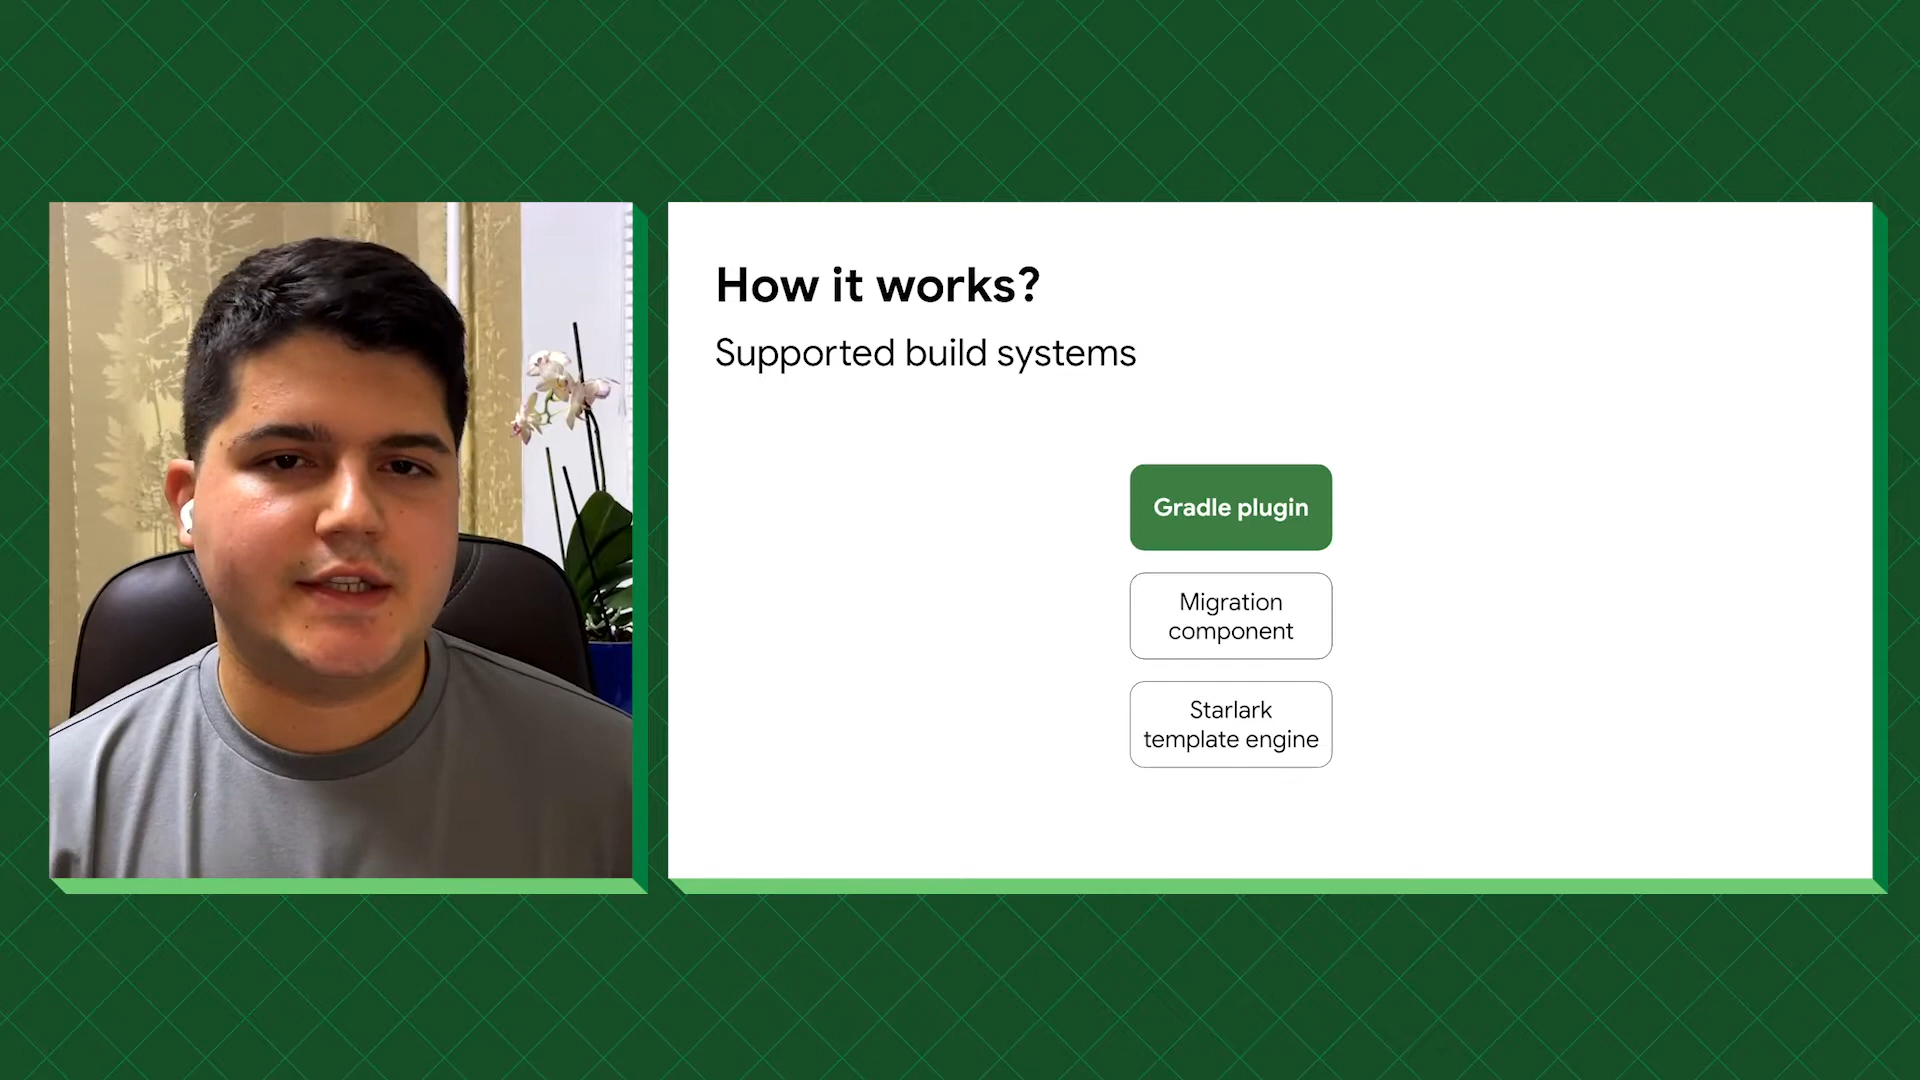 How it works?
Supported build systems
Gradle plugin
Migration
component
Starlark
template engine